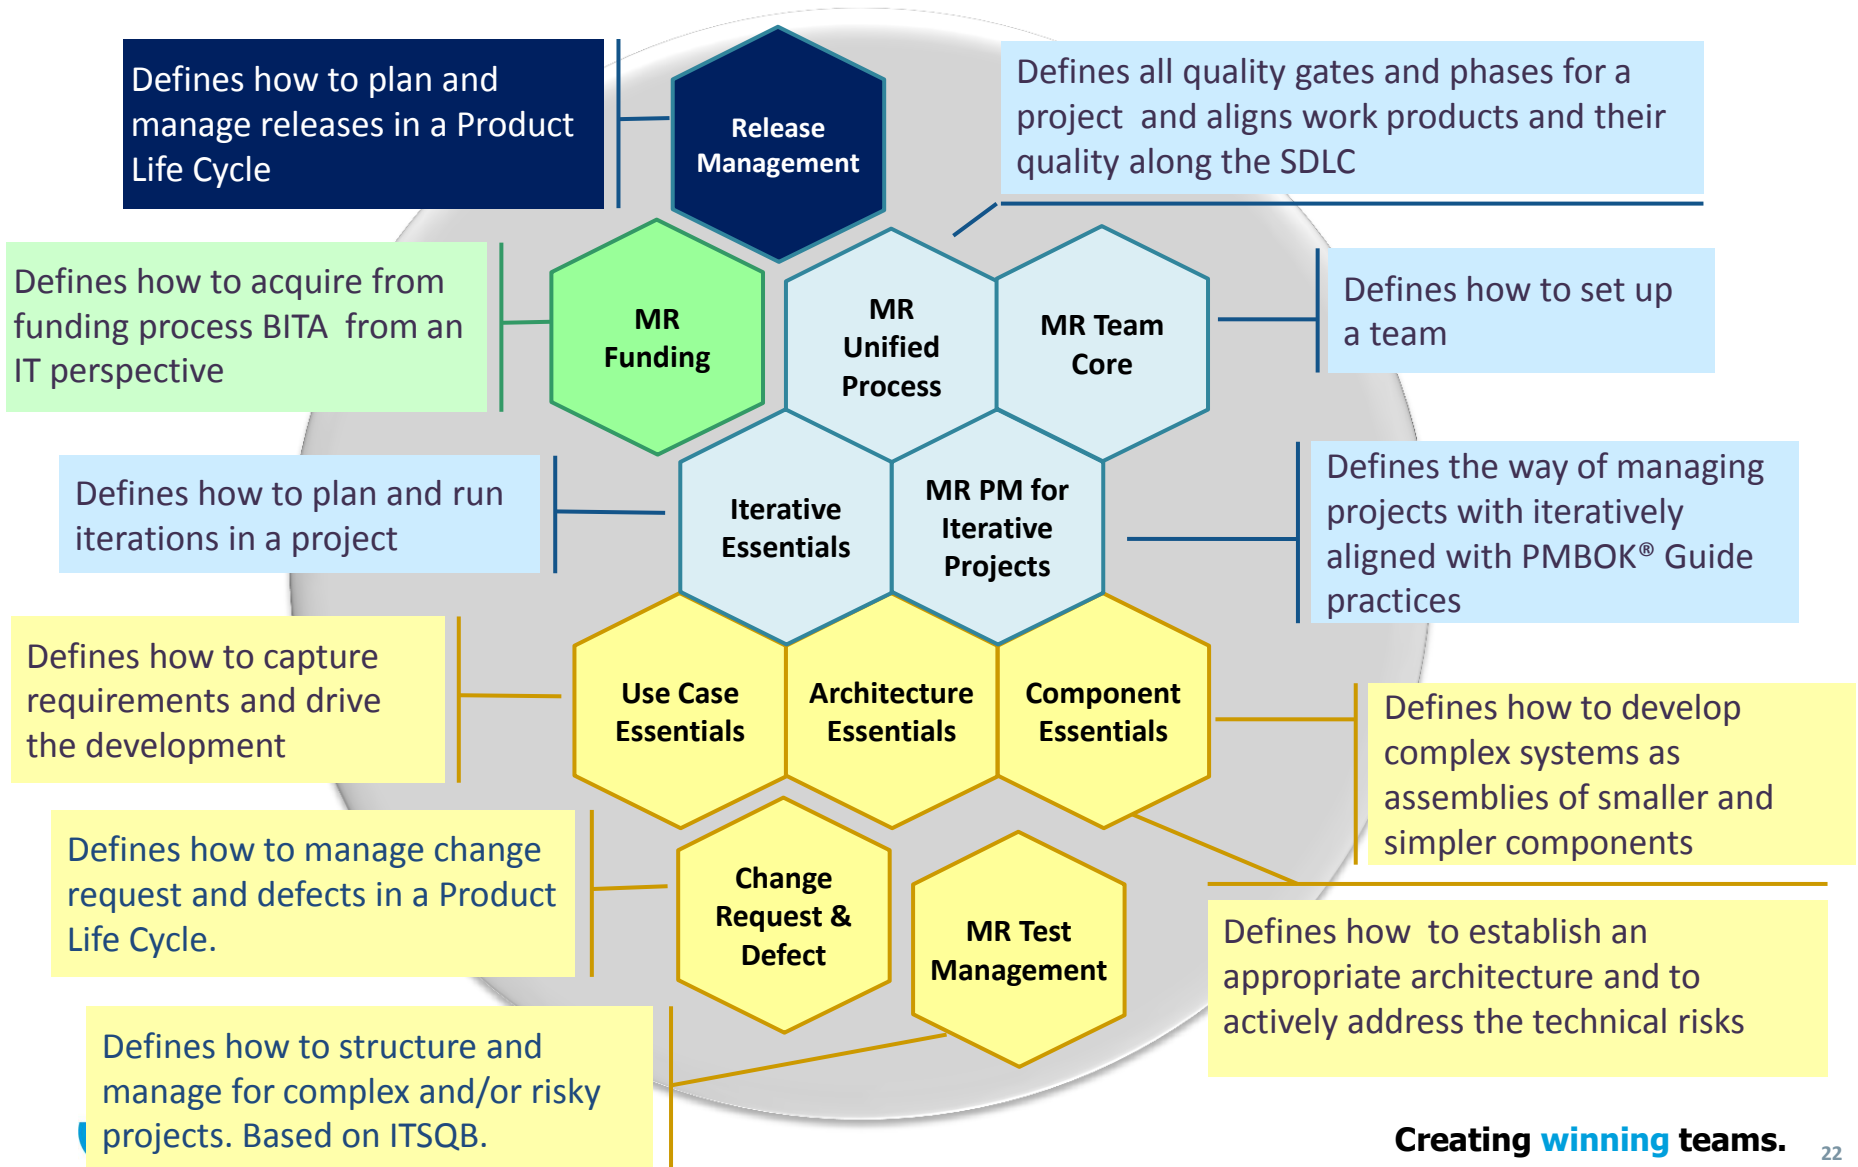 Defines how to plan and
manage releases in a Product
Life Cycle
Release
Management
Defines all quality gates and phases for a
project and aligns work products and their
quality along the SDLC
Defines how to acquire from
funding process BITA from an
IT perspective
MR
Funding
MR
Unified
Process
MR Team
Core
Defines how to set up
a team
Defines how to plan and run
iterations in a project
Iterative
Essentials
MR PM for
Iterative
Projects
Defines the way of managing
projects with iteratively
aligned with PMBOK® Guide
practices
Defines how to capture
requirements and drive
the development
Use Case
Essentials
Architecture
Essentials
Component
Essentials
Defines how to develop
complex systems as
assemblies of smaller and
simpler components
Defines how to manage change
request and defects in a Product
Life Cycle.
Change
Request &
Defect
MR Test
Management
Defines how to establish an
appropriate architecture and to
actively address the technical risks
Defines how to structure and
manage for complex and/or risky
projects. Based on ITSQB.
Creating winning teams.
22